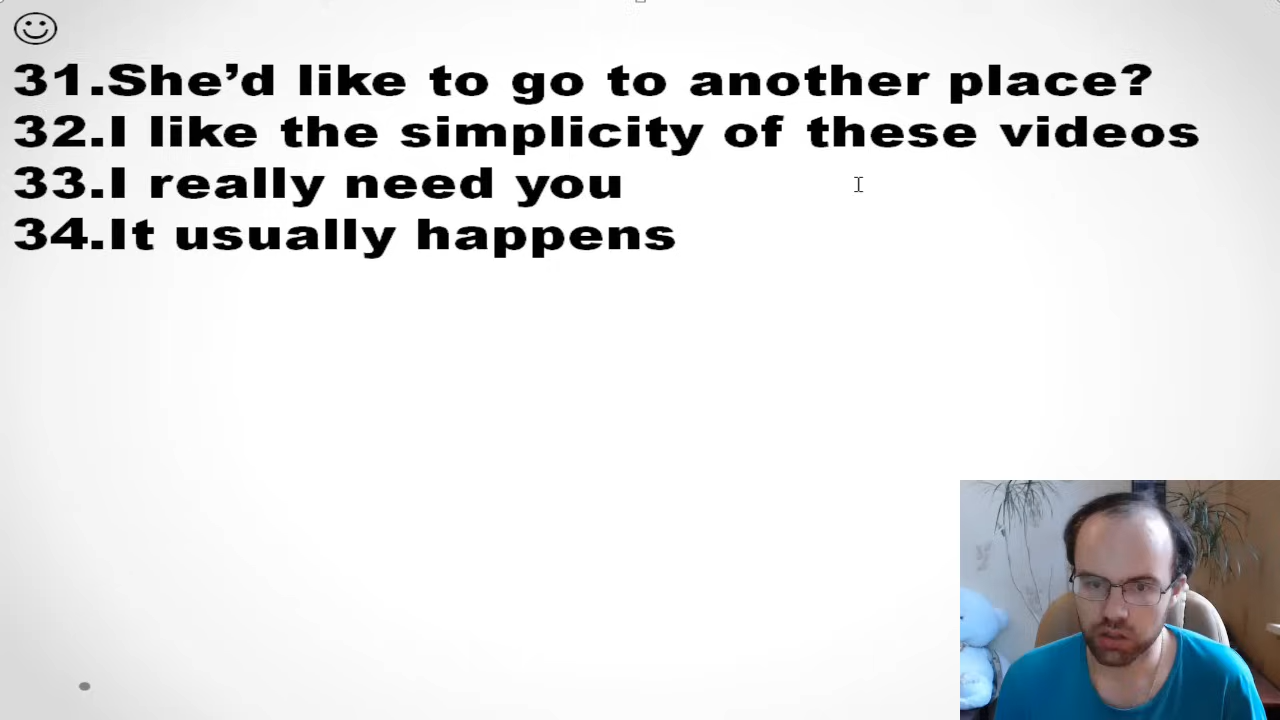 31.She’d like to go to another place?
32.I like the simplicity of these videos
33.I really need you
34.It usually happens